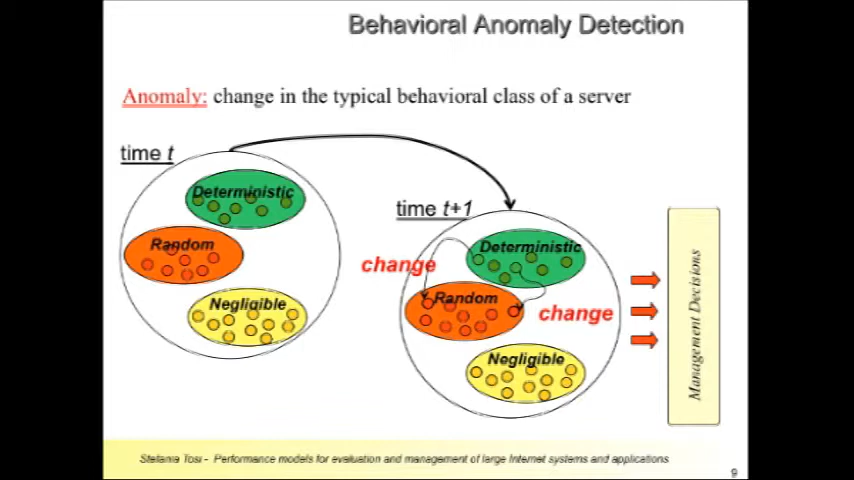 Behavioral Anomaly Detection
Anomaly: change in the typical behavioral class of a server
time t
Deterministic
Random
Negligible
time t+1
Deterministic
change
Random
change
Negligible
Management Decisions
Stefania Tosi - Performance models for evaluation and management of large Internet systems and applications
9